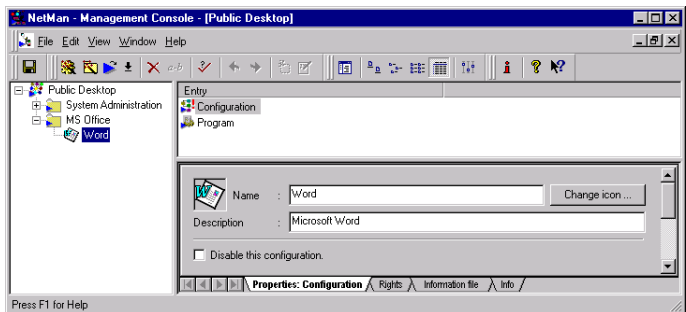 NetMan - Management Console - [Public Desktop]
File Edit View Window Help
Public Desktop
System Administration
MS Office
Word
Entry
Configuration
Program
Name : Word
Change icon ...
Description : Microsoft Word
Disable this configuration.
Properties: Configuration Rights Information file Info
Press F1 for Help